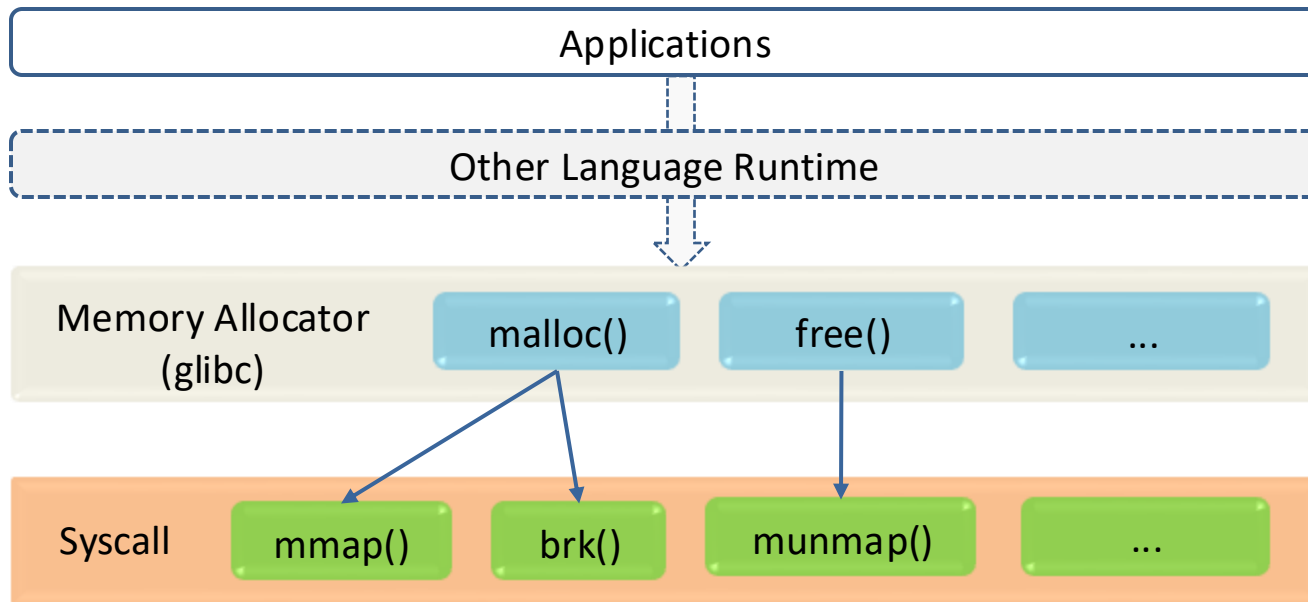 Applications
Other Language Runtime
Memory Allocator
(glibc)
malloc()
free()
...
Syscall
mmap()
brk()
munmap()
...